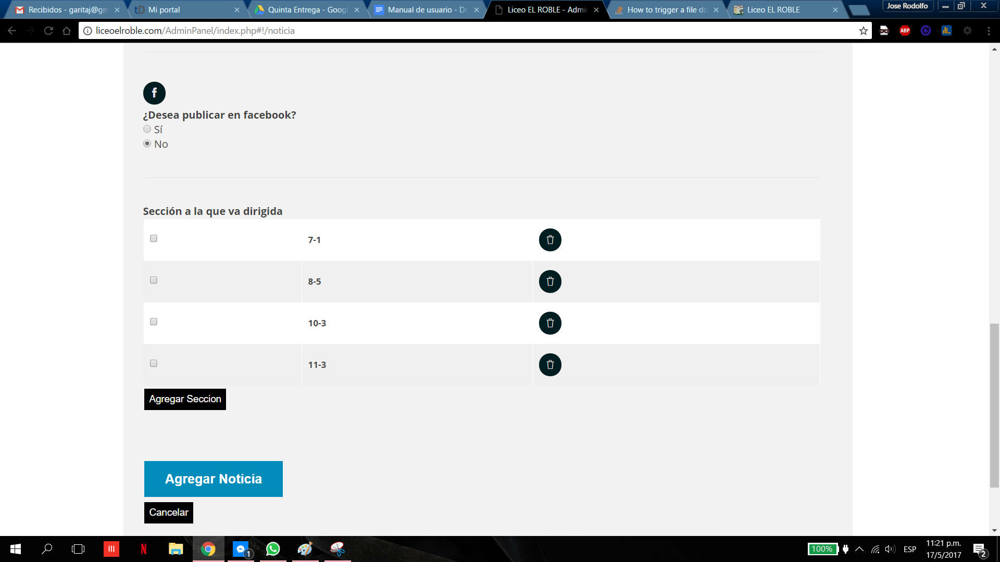 Recibidos - garitaj@gm
Mi portal
Quinta Entrega - Googl
Manual de usuario - Do
Liceo EL ROBLE - Admin
How to trigger a file do
Liceo EL ROBLE
Jose Rodolfo
liceoelroble.com/AdminPanel/index.php#!/noticia
ABP
¿Desea publicar en facebook?
Sí
No
Sección a la que va dirigida
7-1
8-5
10-3
11-3
Agregar Seccion
Agregar Noticia
Cancelar
1
100%
ESP
11:21 p.m.
17/5/2017
2